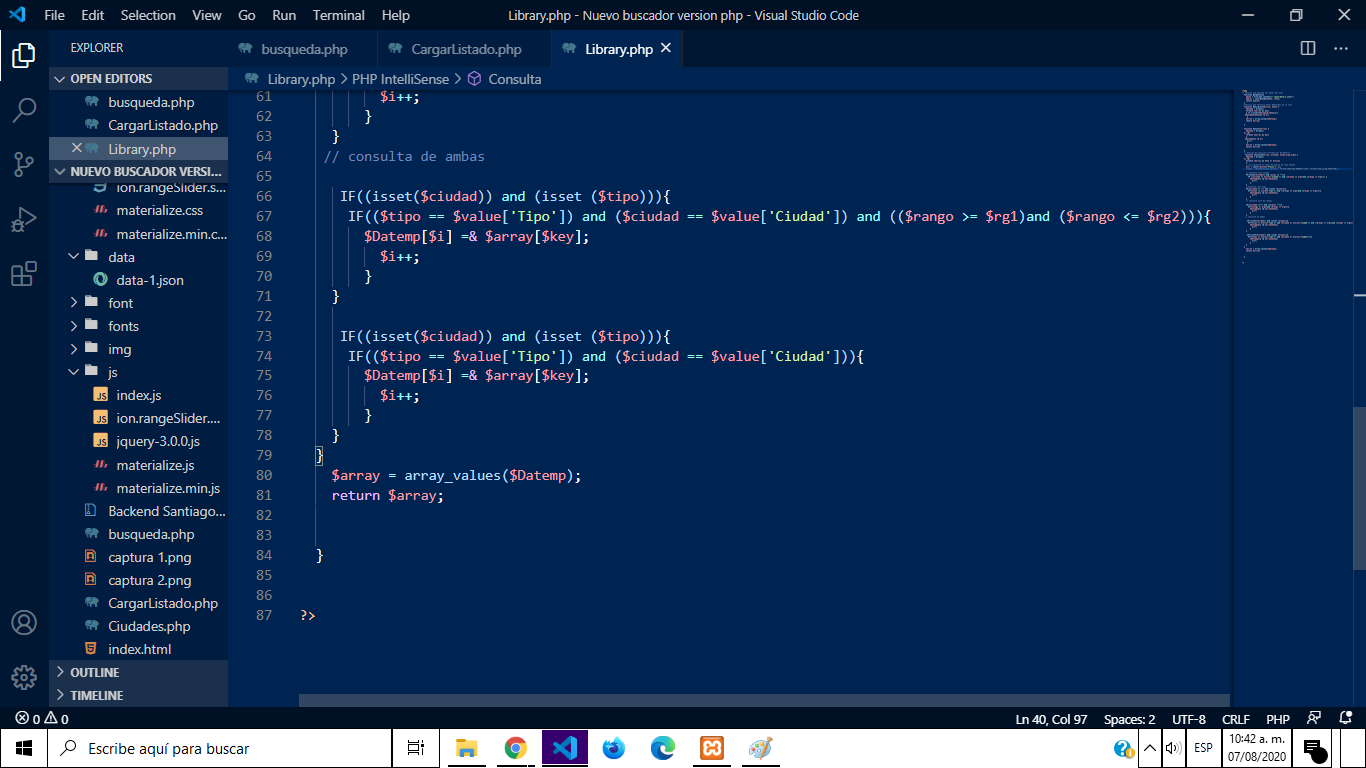 File Edit Selection View Go Run Terminal Help Library.php - Nuevo buscador version php - Visual Studio Code
EXPLORER
busqueda.php CargarListado.php Library.php
OPEN EDITORS
Library.php > PHP IntelliSense > Consulta
busqueda.php
CargarListado.php
Library.php
NUEVO BUSCADOR VERSI...
ion.rangeSlider.s...
materialize.css
materialize.min.c...
data
data-1.json
font
fonts
img
js
index.js
ion.rangeSlider....
jquery-3.0.0.js
materialize.js
materialize.min.js
Backend Santiago...
busqueda.php
captura 1.png
captura 2.png
CargarListado.php
Ciudades.php
index.html
OUTLINE
TIMELINE
61 $i++;
62 }
63 }
64 // consulta de ambas
65
66 IF((isset($ciudad)) and (isset ($tipo))){
67 IF(($tipo == $value['Tipo']) and ($ciudad == $value['Ciudad']) and (($rango >= $rg1)and ($rango <= $rg2))){
68 $Datemp[$i] =& $array[$key];
69 $i++;
70 }
71 }
72
73 IF((isset($ciudad)) and (isset ($tipo))){
74 IF(($tipo == $value['Tipo']) and ($ciudad == $value['Ciudad'])){
75 $Datemp[$i] =& $array[$key];
76 $i++;
77 }
78 }
79 }
80 $array = array_values($Datemp);
81 return $array;
82
83
84 }
85
86
87 ?>
0 0 Ln 40, Col 97 Spaces: 2 UTF-8 CRLF PHP
Escribe aquí para buscar
ESP
10:42 a. m.
07/08/2020